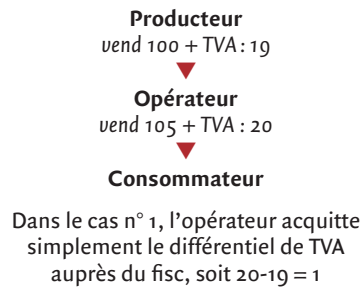 Producteur
vend 100 + TVA : 19
Opérateur
vend 105 + TVA : 20
Consommateur
Dans le cas n° 1, l'opérateur acquitte
simplement le différentiel de TVA
auprès du fisc, soit 20-19 = 1